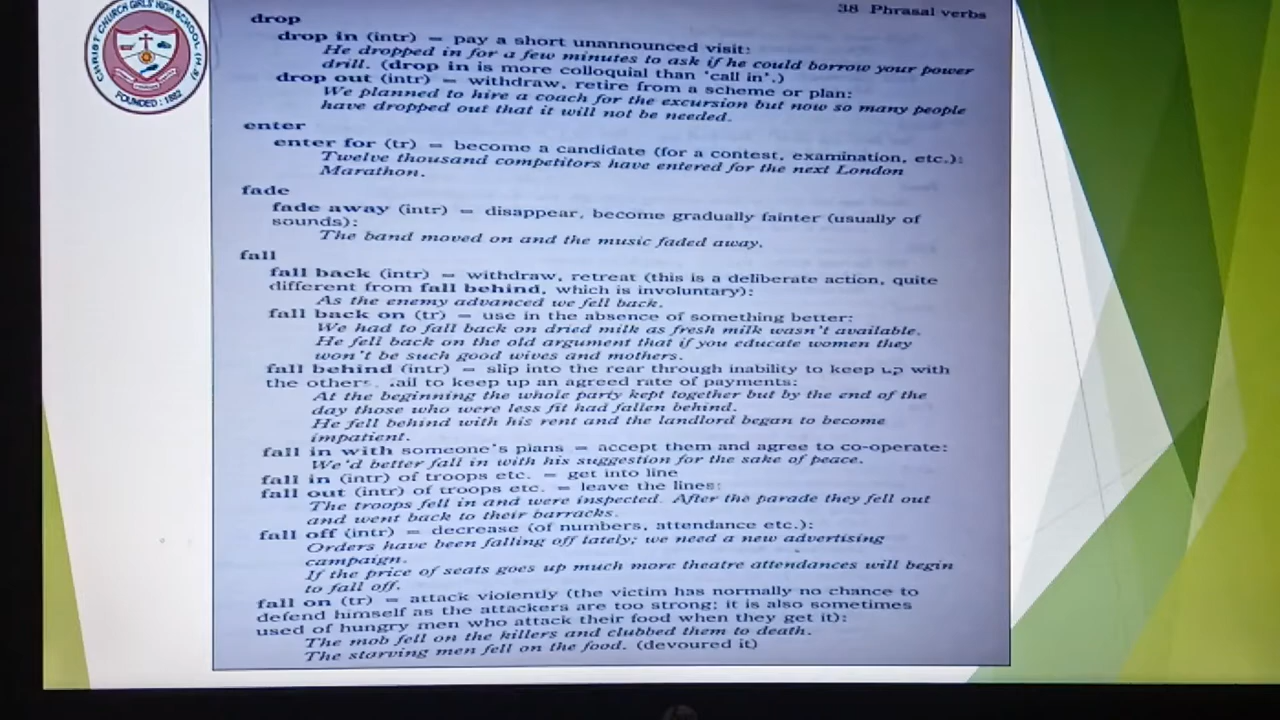 CHRIST CHURCH GIRLS' HIGH SCHOOL (H.S)
FOUNDED : 1882
38 Phrasal verbs
drop
drop in (intr) = pay a short unannounced visit:
He dropped in for a few minutes to ask if he could borrow your power
drill. (drop in is more colloquial than 'call in'.)
drop out (intr) = withdraw, retire from a scheme or plan:
We planned to hire a coach for the excursion but now so many people
have dropped out that it will not be needed.
enter
enter for (tr) = become a candidate (for a contest, examination, etc.):
Twelve thousand competitors have entered for the next London
Marathon.
fade
fade away (intr) = disappear, become gradually fainter (usually of
sounds):
The band moved on and the music faded away.
fall
fall back (intr) = withdraw, retreat (this is a deliberate action, quite
different from fall behind, which is involuntary):
As the enemy advanced we fell back.
fall back on (tr) = use in the absence of something better:
We had to fall back on dried milk as fresh milk wasn't available.
He fell back on the old argument that if you educate women they
won't be such good wives and mothers.
fall behind (intr) = slip into the rear through inability to keep up with
the others, fail to keep up an agreed rate of payments:
At the beginning the whole party kept together but by the end of the
day those who were less fit had fallen behind.
He fell behind with his rent and the landlord began to become
impatient.
fall in with someone's plans = accept them and agree to co-operate:
We'd better fall in with his suggestion for the sake of peace.
fall in (intr) of troops etc. = get into line
fall out (intr) of troops etc. = leave the lines:
The troops fell in and were inspected. After the parade they fell out
and went back to their barracks.
fall off (intr) = decrease (of numbers, attendance etc.):
Orders have been falling off lately; we need a new advertising
campaign.
If the price of seats goes up much more theatre attendances will begin
to fall off.
fall on (tr) = attack violently (the victim has normally no chance to
defend himself as the attackers are too strong; it is also sometimes
used of hungry men who attack their food when they get it):
The mob fell on the killers and clubbed them to death.
The starving men fell on the food. (devoured it)